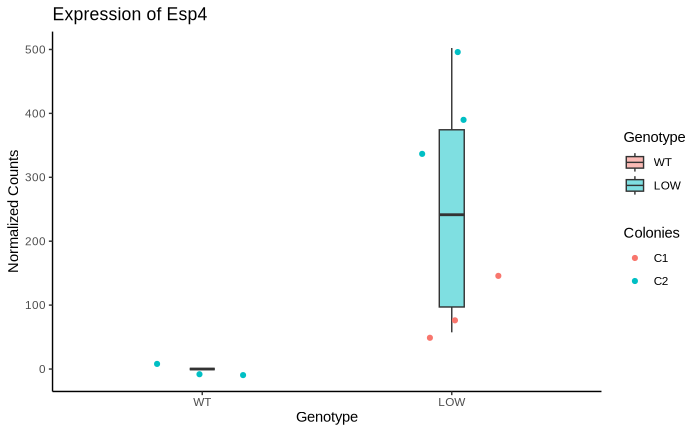 Expression of Esp4
Normalized Counts
500
400
300
200
100
0
WT
LOW
Genotype
Genotype
WT
LOW
Colonies
C1
C2